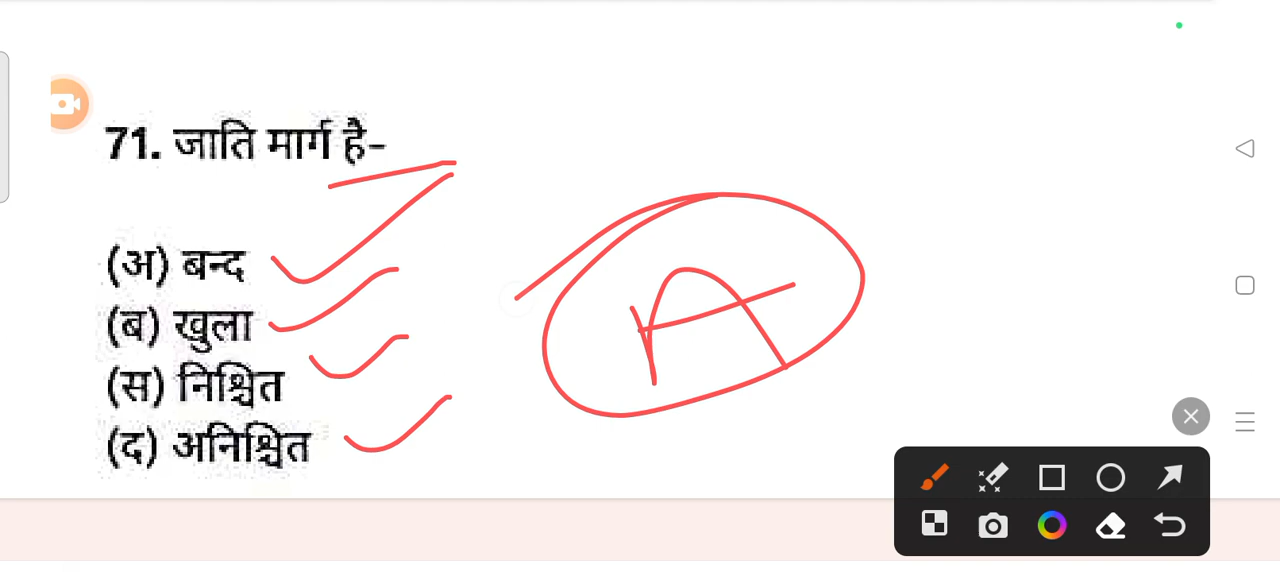 71. जाति मार्ग है-
(अ) बन्द
(ब) खुला
(स) निश्चित
(द) अनिश्चित
A